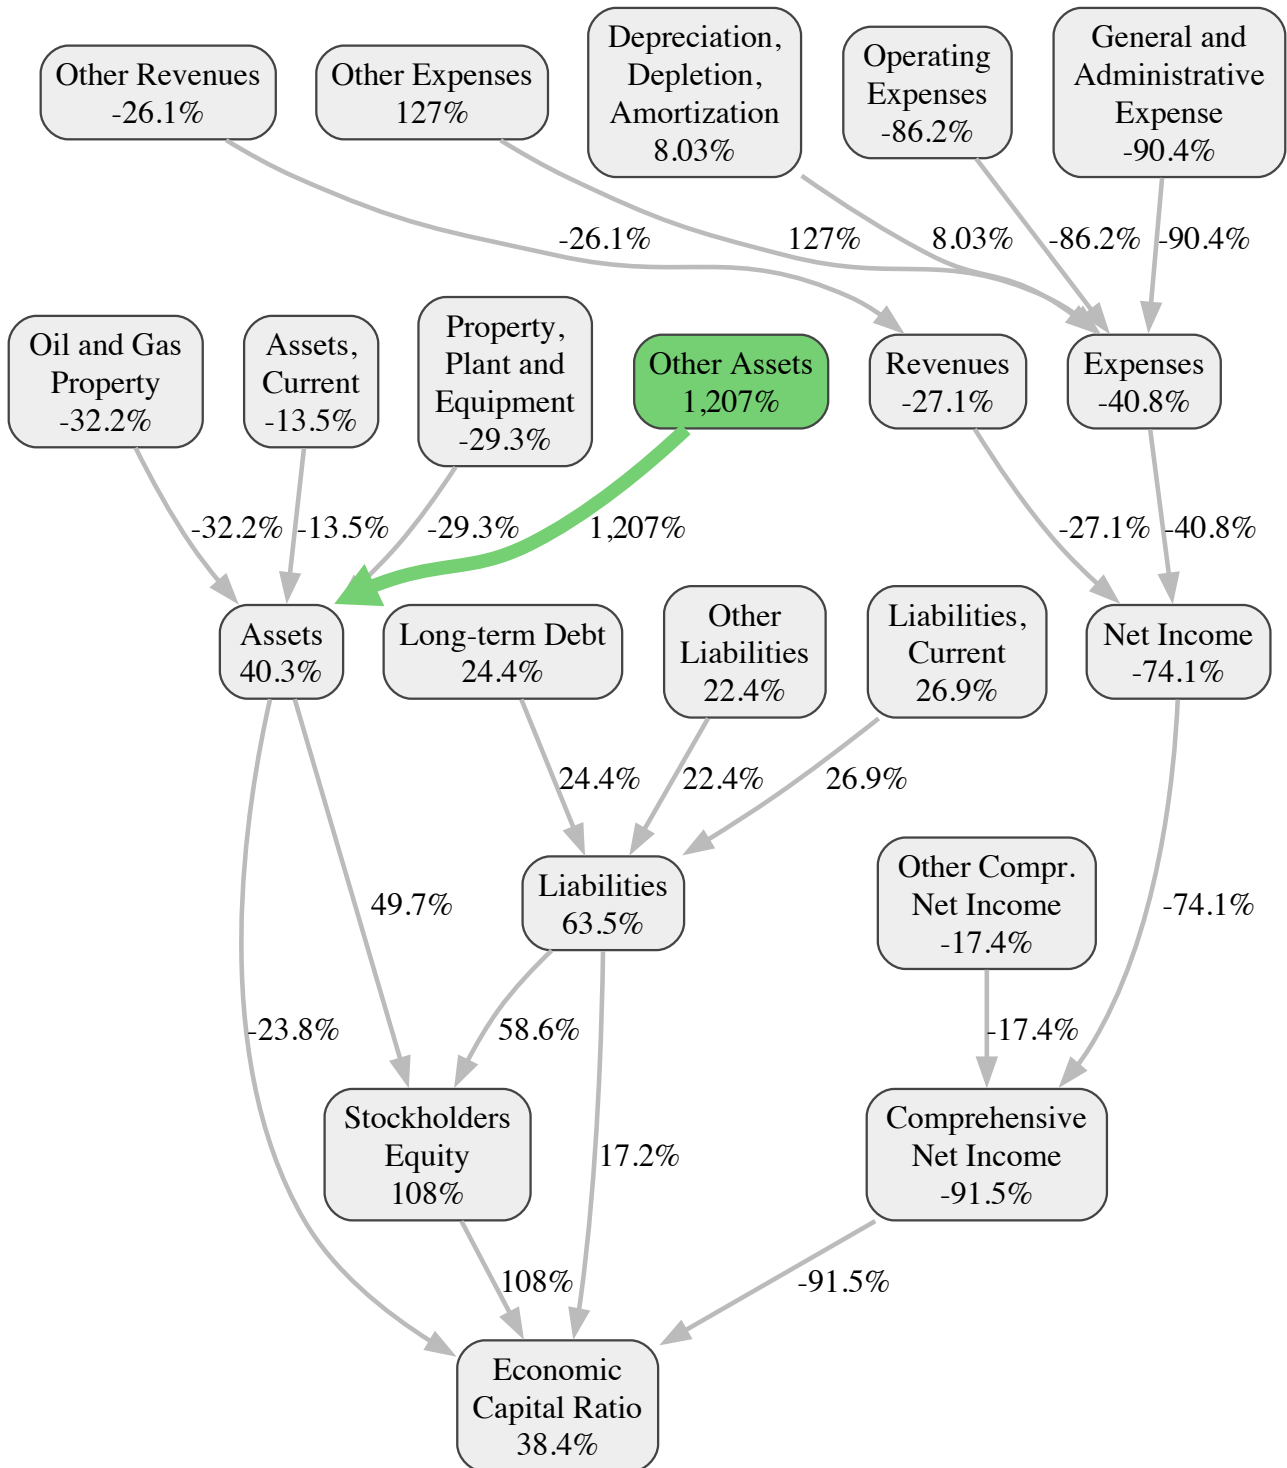 Other Revenues
-26.1%
Other Expenses
127%
Depreciation,
Depletion,
Amortization
8.03%
Operating
Expenses
-86.2%
General and
Administrative
Expense
-90.4%
-26.1%
127%
8.03%
-86.2%
-90.4%
Oil and Gas
Property
-32.2%
Assets,
Current
-13.5%
Property,
Plant and
Equipment
-29.3%
Other Assets
1,207%
Revenues
-27.1%
Expenses
-40.8%
-32.2%
-13.5%
-29.3%
1,207%
-27.1%
-40.8%
Assets
40.3%
Long-term Debt
24.4%
Other
Liabilities
22.4%
Liabilities,
Current
26.9%
Net Income
-74.1%
24.4%
22.4%
26.9%
Liabilities
63.5%
Other Compr.
Net Income
-17.4%
49.7%
-74.1%
-23.8%
58.6%
-17.4%
Stockholders
Equity
108%
17.2%
Comprehensive
Net Income
-91.5%
108%
-91.5%
Economic
Capital Ratio
38.4%